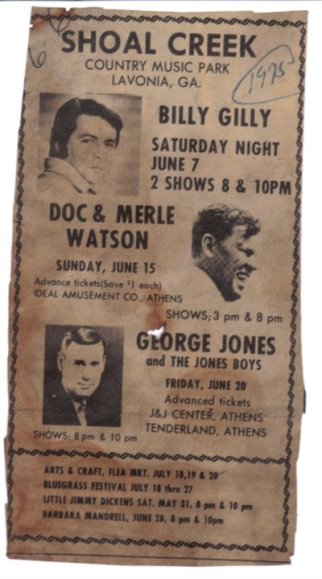 SHOAL CREEK
COUNTRY MUSIC PARK
LAVONIA, GA.
1975
BILLY GILLY
SATURDAY NIGHT
JUNE 7
2 SHOWS 8 & 10PM
DOC & MERLE
WATSON
SUNDAY, JUNE 15
Advance tickets(Save $1 each)
IDEAL AMUSEMENT CO., ATHENS
SHOWS; 3 pm & 8 pm
GEORGE JONES
and THE JONES BOYS
FRIDAY, JUNE 20
Advanced tickets
J&J CENTER, ATHENS
TENDERLAND, ATHENS
SHOWS; 8 pm & 10 pm
ARTS & CRAFT, FLEA MKT. JULY 18,19 & 20
BLUEGRASS FESTIVAL JULY 18 thru 27
LITTLE JIMMY DICKENS SAT. MAY 31, 8 pm & 10 pm
BARBARA MANDRELL, JUNE 28, 8 pm & 10pm